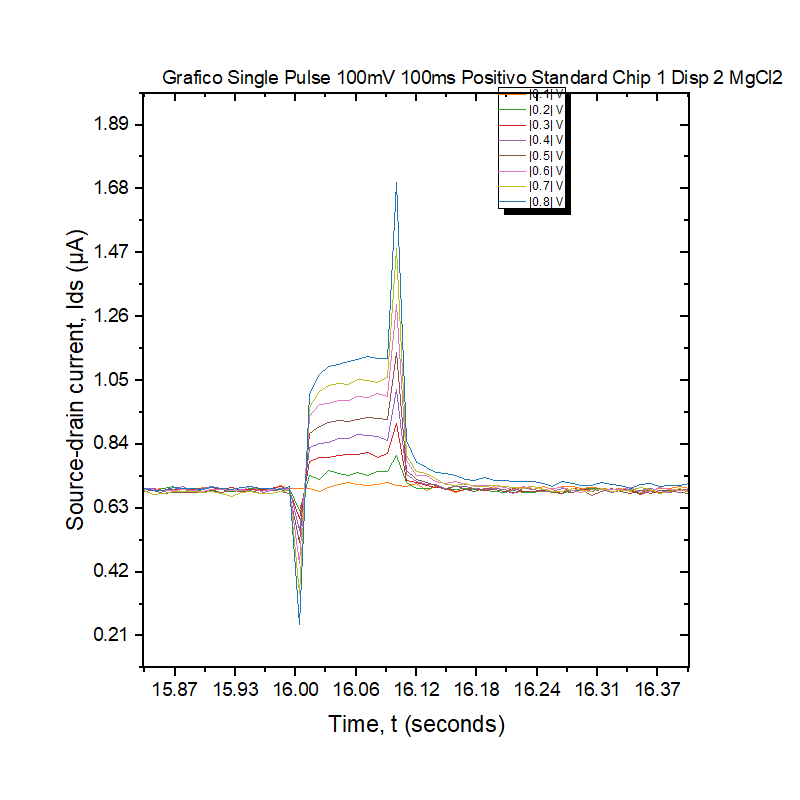 Grafico Single Pulse 100mV 100ms Positivo Standard Chip 1 Disp 2 MgCl2
|0.1| V
|0.2| V
|0.3| V
|0.4| V
|0.5| V
|0.6| V
|0.7| V
|0.8| V
Source-drain current, Ids (μA)
1.89
1.68
1.47
1.26
1.05
0.84
0.63
0.42
0.21
15.87 15.93 16.00 16.06 16.12 16.18 16.24 16.31 16.37
Time, t (seconds)